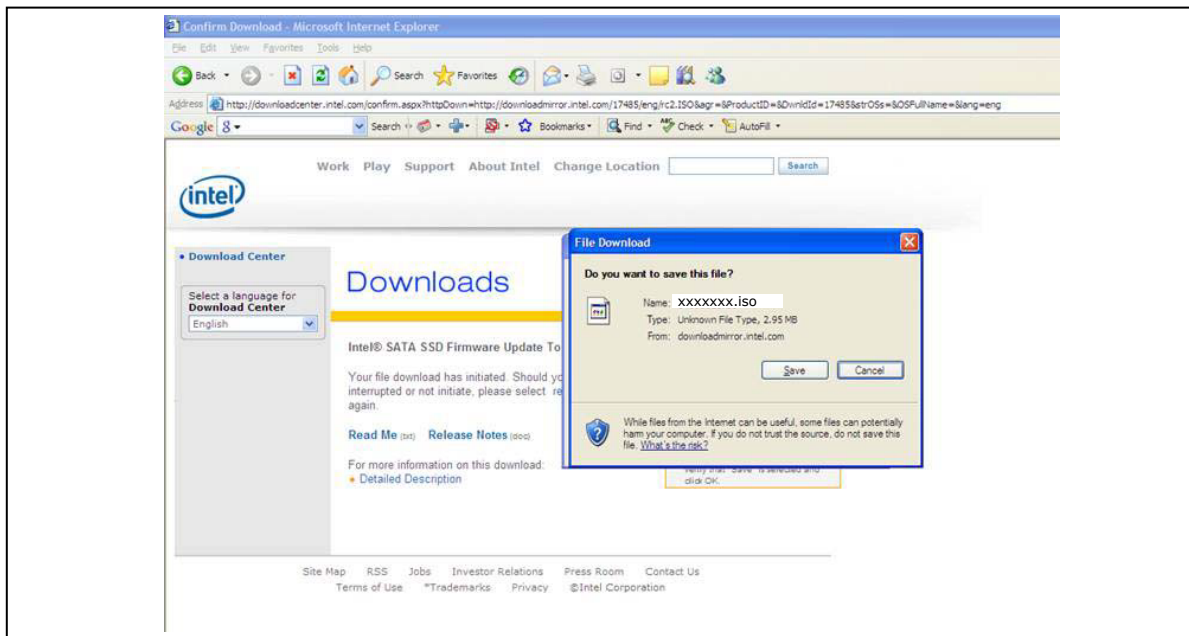 Confirm Download - Microsoft Internet Explorer
File Edit View Favorites Tools Help
Back Search Favorites
Address http://downloadcenter.intel.com/confirm.aspx?httpDown=http://downloadmirror.intel.com/17485/eng/rc2.ISO&agr=&ProductID=&DwnldId=17485&strOSs=&OSFullName=&lang=eng
Google Search Bookmarks Find Check AutoFill
Work Play Support About Intel Change Location Search
intel
Download Center
Select a language for
Download Center
English
Downloads
Intel® SATA SSD Firmware Update To
Your file download has initiated. Should yo
interrupted or not initiate, please select re
again.
Read Me (txt) Release Notes (doc)
For more information on this download:
Detailed Description
File Download
Do you want to save this file?
Name: xxxxxxx.iso
Type: Unknown File Type, 2.95 MB
From: downloadmirror.intel.com
Save Cancel
While files from the Internet can be useful, some files can potentially
harm your computer. If you do not trust the source, do not save this
file. What's the risk?
verify that "Save" is selected and
click OK.
Site Map RSS Jobs Investor Relations Press Room Contact Us
Terms of Use *Trademarks Privacy ©Intel Corporation